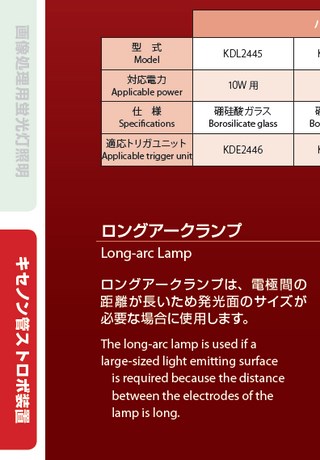 画像処理用蛍光灯照明
キセノン管ストロボ装置
型 式
Model
KDL2445
対応電力
Applicable power
10W 用
仕 様
Specifications
硼硅酸ガラス
Borosilicate glass
適応トリガユニット
Applicable trigger unit
KDE2446
ロングアークランプ
Long-arc Lamp
ロングアークランプは、電極間の
距離が長いため発光面のサイズが
必要な場合に使用します。
The long-arc lamp is used if a
large-sized light emitting surface
is required because the distance
between the electrodes of the
lamp is long.